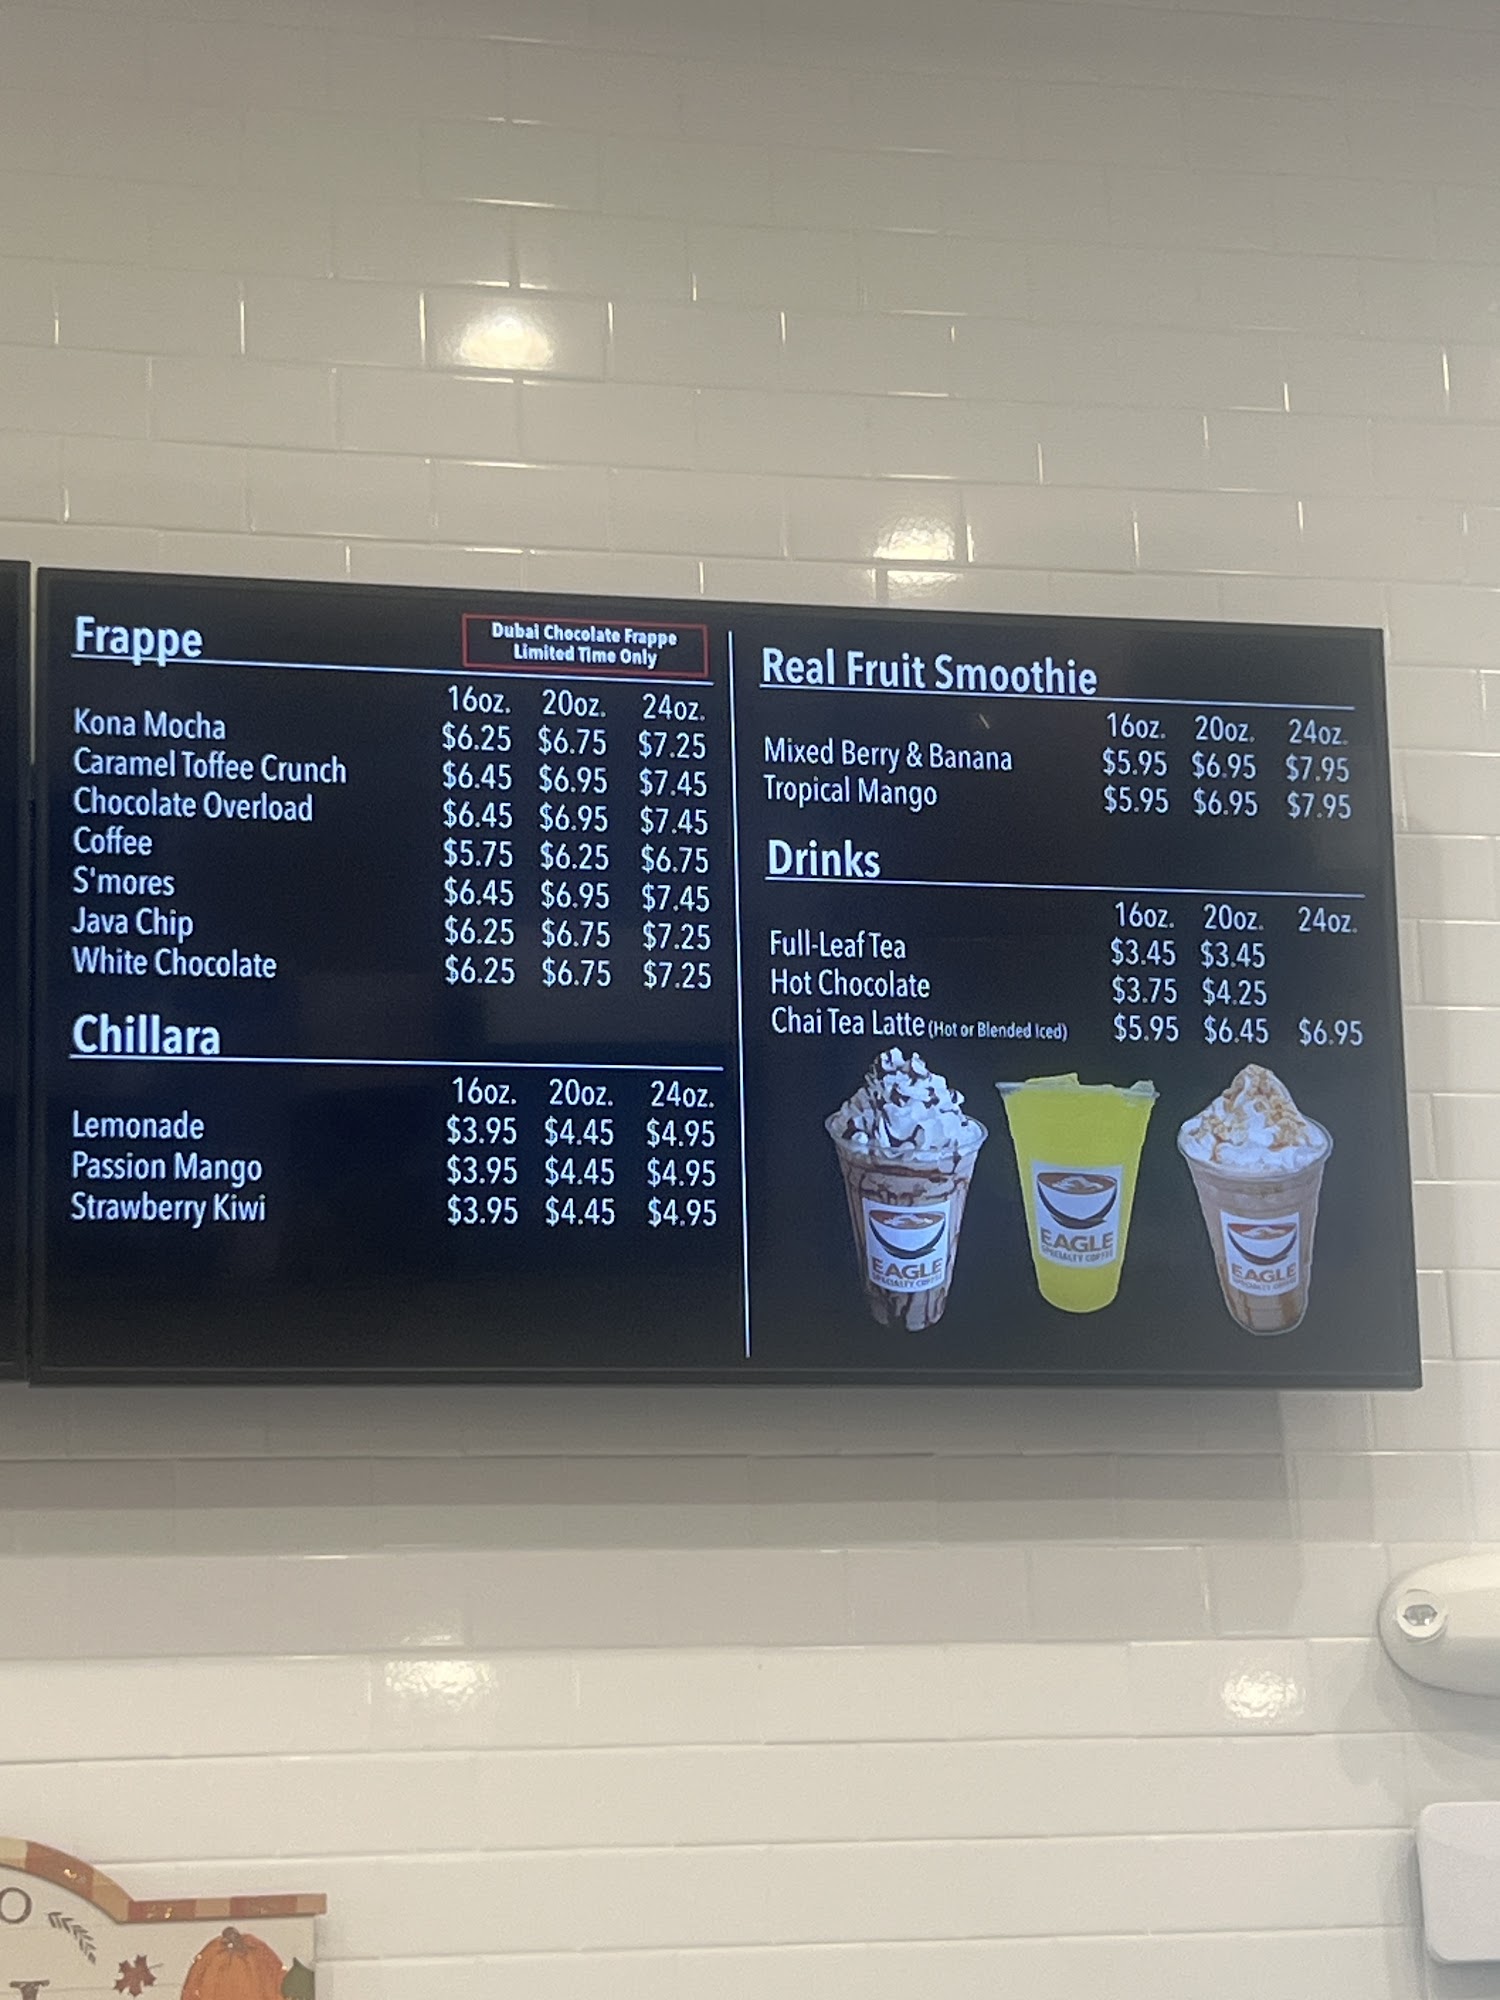 Frappe
Dubai Chocolate Frappe
Limited Time Only
16oz. 20oz. 24oz.
Kona Mocha $6.25 $6.75 $7.25
Caramel Toffee Crunch $6.45 $6.95 $7.45
Chocolate Overload $6.45 $6.95 $7.45
Coffee $5.75 $6.25 $6.75
S'mores $6.45 $6.95 $7.45
Java Chip $6.25 $6.75 $7.25
White Chocolate $6.25 $6.75 $7.25
Chillara
16oz. 20oz. 24oz.
Lemonade $3.95 $4.45 $4.95
Passion Mango $3.95 $4.45 $4.95
Strawberry Kiwi $3.95 $4.45 $4.95
Real Fruit Smoothie
16oz. 20oz. 24oz.
Mixed Berry & Banana $5.95 $6.95 $7.95
Tropical Mango $5.95 $6.95 $7.95
Drinks
16oz. 20oz. 24oz.
Full-Leaf Tea $3.45 $3.45
Hot Chocolate $3.75 $4.25
Chai Tea Latte (Hot or Blended Iced) $5.95 $6.45 $6.95
EAGLE
SPECIALTY COFFEE
EAGLE
SPECIALTY COFFEE
EAGLE
SPECIALTY COFFEE